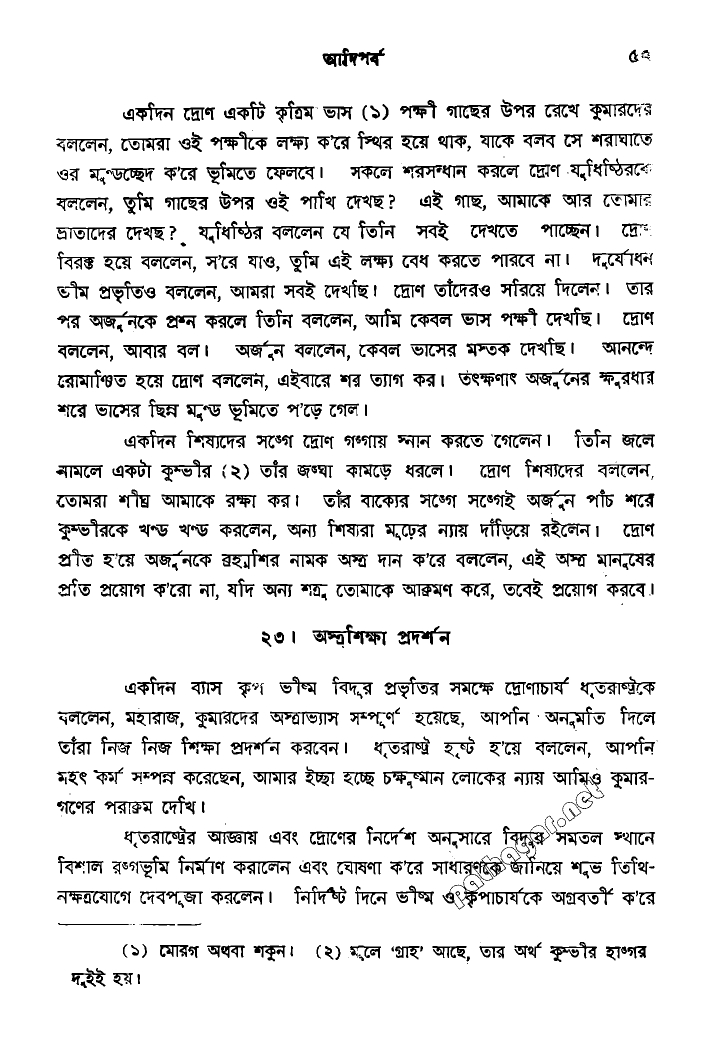 আদিপর্ব
একদিন দ্রোণ একটি কৃত্রিম ভাস (১) পক্ষী গাছের উপর রেখে কুমারদের
বললেন, তোমরা ওই পক্ষীকে লক্ষ্য ক'রে স্থির হয়ে থাক, যাকে বলব সে শরাঘাতে
ওর মুণ্ডচ্ছেদ ক'রে ভূমিতে ফেলবে। সকলে শরসন্ধান করলে দ্রোণ যুধিষ্ঠিরকে
বললেন, তুমি গাছের উপর ওই পাখি দেখছ? এই গাছ, আমাকে আর তোমার
ভ্রাতাদের দেখছ? যুধিষ্ঠির বললেন যে তিনি সবই দেখতে পাচ্ছেন। দ্রোণ
বিরক্ত হয়ে বললেন, স'রে যাও, তুমি এই লক্ষ্য বেধ করতে পারবে না। দুর্যোধন
ভীম প্রভৃতিও বললেন, আমরা সবই দেখছি। দ্রোণ তাঁদেরও সরিয়ে দিলেন। তার
পর অর্জুনকে প্রশ্ন করলে তিনি বললেন, আমি কেবল ভাস পক্ষী দেখছি। দ্রোণ
বললেন, আবার বল। অর্জুন বললেন, কেবল ভাসের মস্তক দেখছি। আনন্দে
রোমাঞ্চিত হয়ে দ্রোণ বললেন, এইবারে শর ত্যাগ কর। তৎক্ষণাৎ অর্জুনের ক্ষুরধার
শরে ভাসের ছিন্ন মুণ্ড ভূমিতে প'ড়ে গেল।
একদিন শিষ্যদের সঙ্গে দ্রোণ গঙ্গায় স্নান করতে গেলেন। তিনি জলে
নামলে একটা কুম্ভীর (২) তাঁর জঙ্ঘা কামড়ে ধরলে। দ্রোণ শিষ্যদের বললেন,
তোমরা শীঘ্র আমাকে রক্ষা কর। তাঁর বাক্যের সঙ্গে সঙ্গেই অর্জুন পাঁচ শরে
কুম্ভীরকে খণ্ড খণ্ড করলেন, অন্য শিষ্যরা মূঢ়ের ন্যায় দাঁড়িয়ে রইলেন। দ্রোণ
প্রীত হ'য়ে অর্জুনকে ব্রহ্মশির নামক অস্ত্র দান ক'রে বললেন, এই অস্ত্র মানুষের
প্রতি প্রয়োগ ক'রো না, যদি অন্য শত্রু তোমাকে আক্রমণ করে, তবেই প্রয়োগ করবে।
২৩। অস্ত্রশিক্ষা প্রদর্শন
একদিন ব্যাস কৃপ ভীষ্ম বিদুর প্রভৃতির সমক্ষে দ্রোণাচার্য ধৃতরাষ্ট্রকে
বললেন, মহারাজ, কুমারদের অস্ত্রাভ্যাস সম্পূর্ণ হয়েছে, আপনি অনুমতি দিলে
তাঁরা নিজ নিজ শিক্ষা প্রদর্শন করবেন। ধৃতরাষ্ট্র হৃষ্ট হ'য়ে বললেন, আপনি
মহৎ কর্ম সম্পন্ন করেছেন, আমার ইচ্ছা হচ্ছে চক্ষুষ্মান লোকের ন্যায় আমিও কুমার-
গণের পরাক্রম দেখি।
ধৃতরাষ্ট্রের আজ্ঞায় এবং দ্রোণের নির্দেশ অনুসারে বিদুর সমতল স্থানে
বিশাল রঙ্গভূমি নির্মাণ করালেন এবং ঘোষণা ক'রে সাধারণকে জানিয়ে শুভ তিথি-
নক্ষত্রযোগে দেবপূজা করলেন। নির্দিষ্ট দিনে ভীষ্ম ও কৃপাচার্যকে অগ্রবর্তী ক'রে
(১) মোরগ অথবা শকুন। (২) মূলে 'গ্রাহ' আছে, তার অর্থ কুম্ভীর হাঙ্গর
দুইই হয়।
pathagar.net